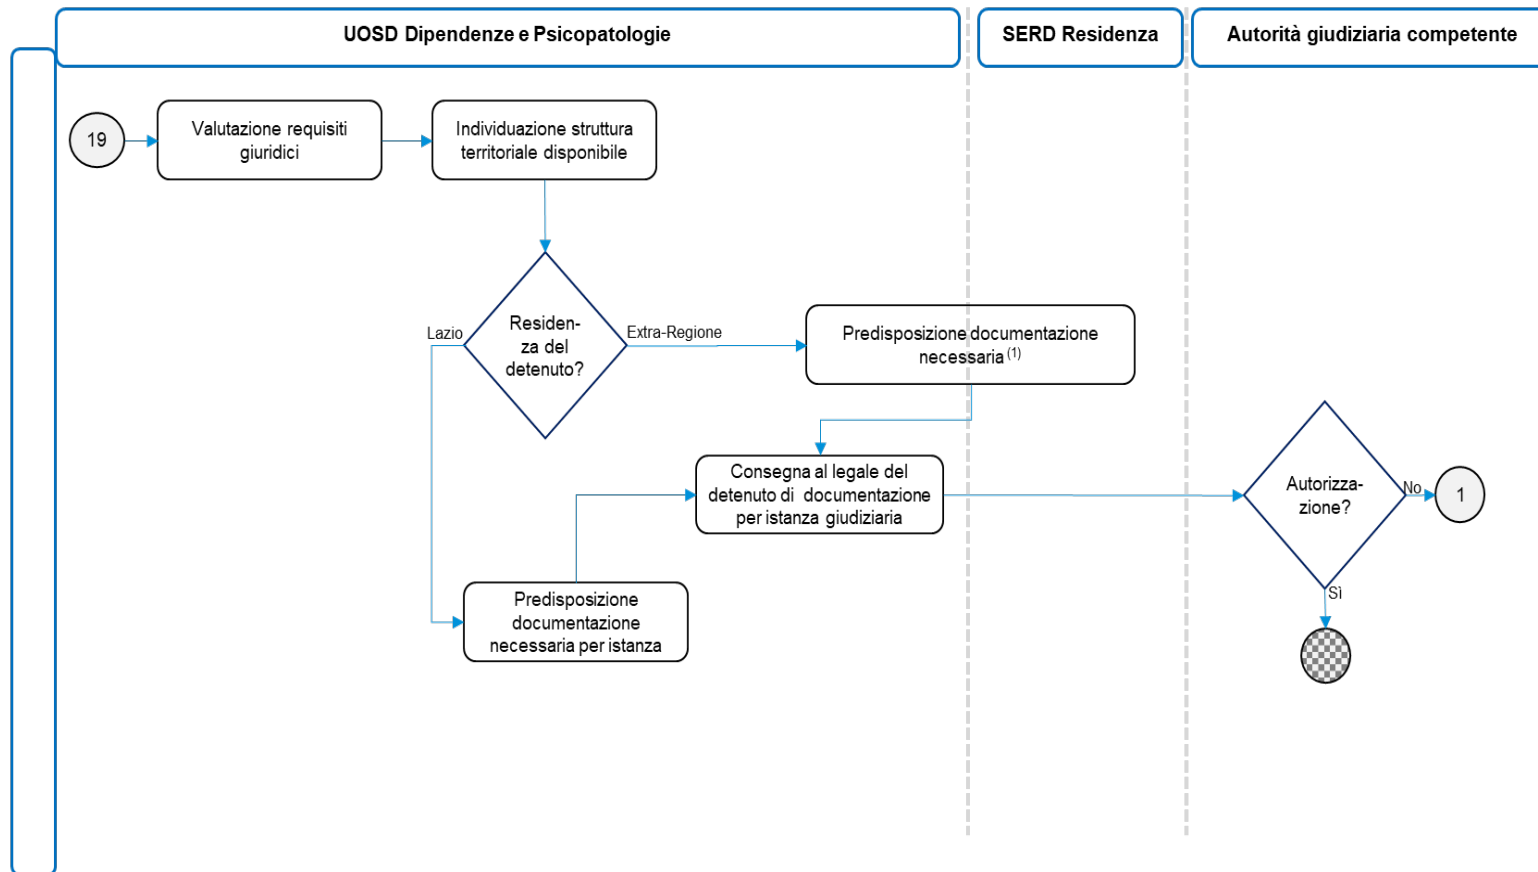 UOSD Dipendenze e Psicopatologie
SERD Residenza
Autorità giudiziaria competente
19
Valutazione requisiti
giuridici
Individuazione struttura
territoriale disponibile
Lazio
Residen-
za del
detenuto?
Extra-Regione
Predisposizione documentazione
necessaria (1)
Consegna al legale del
detenuto di documentazione
per istanza giudiziaria
Autorizza-
zione?
No
1
Sì
Predisposizione
documentazione
necessaria per istanza